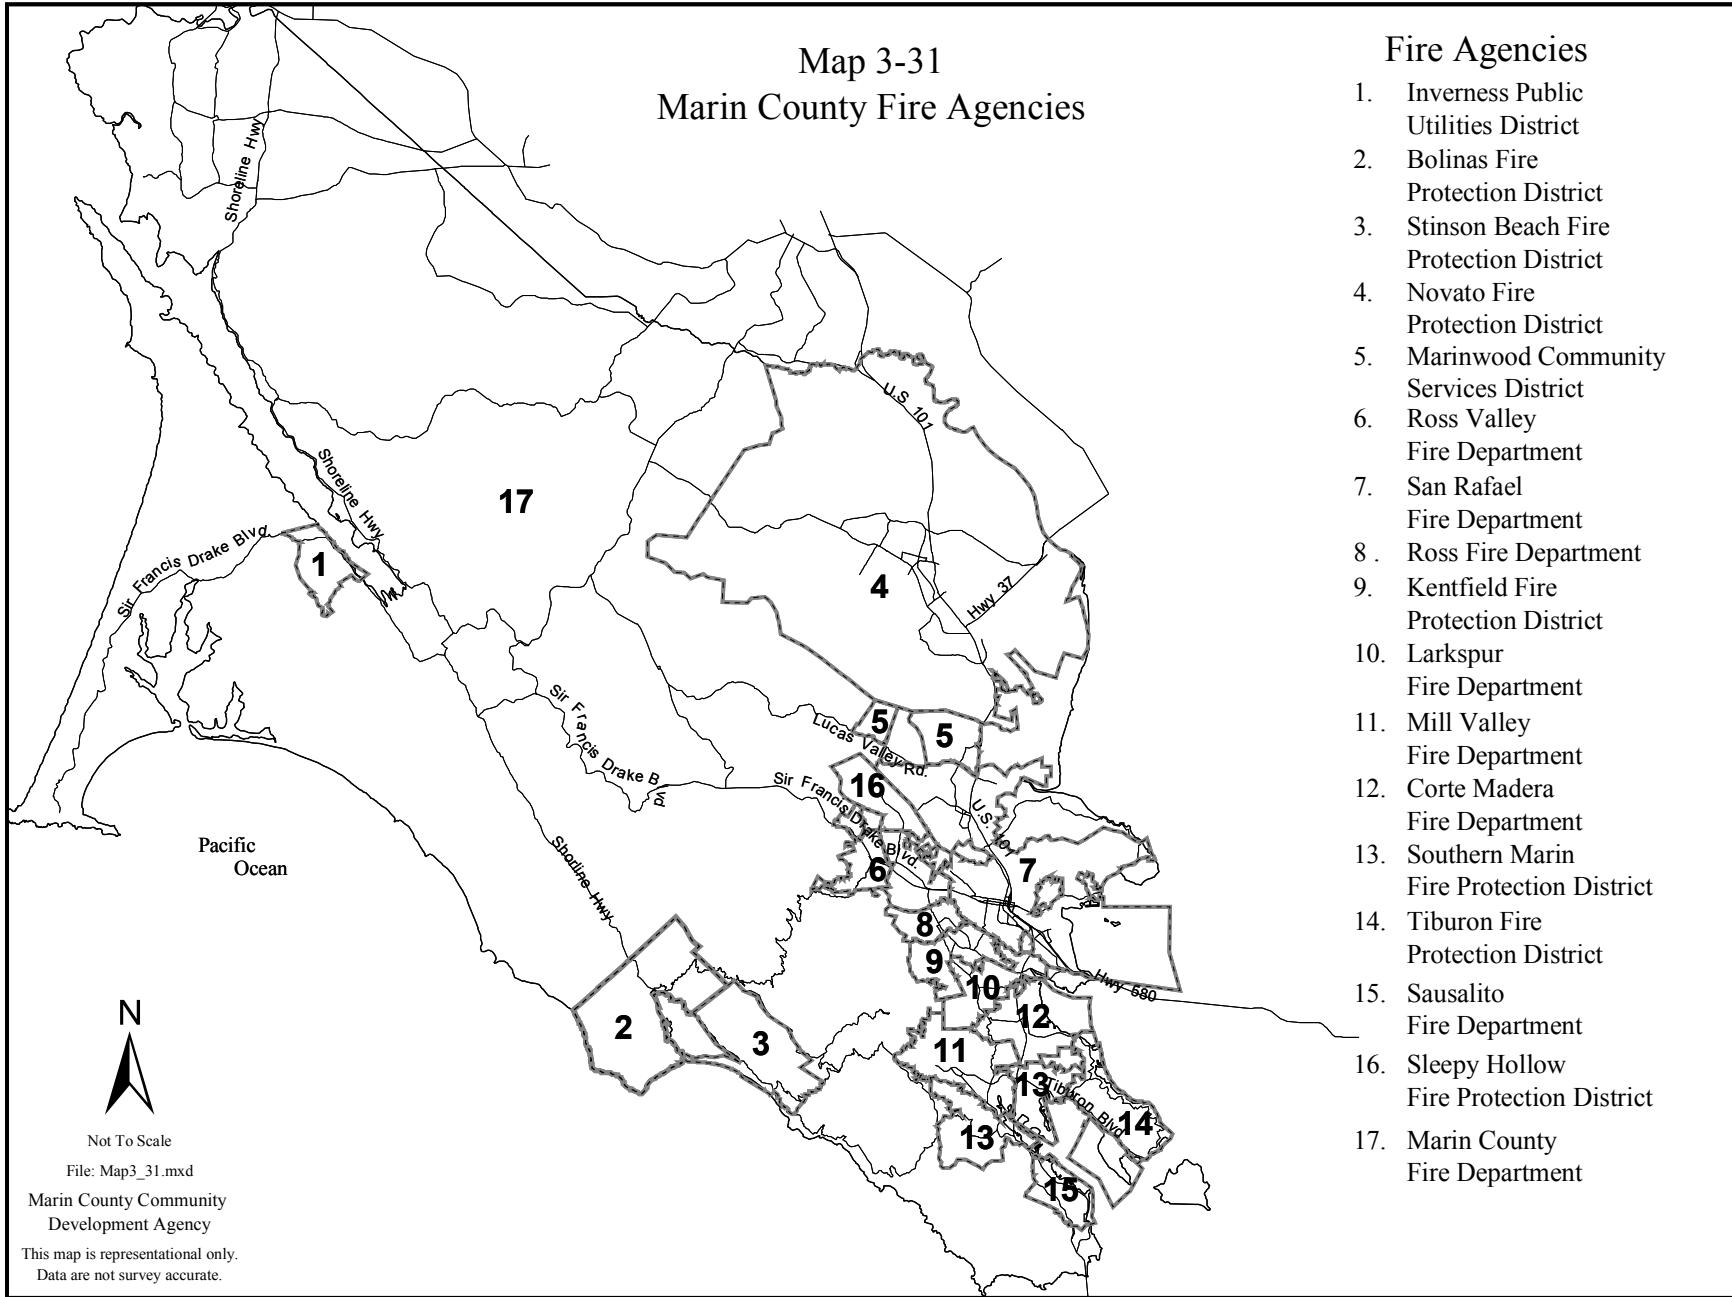 Map 3-31
Marin County Fire Agencies
Fire Agencies
1. Inverness Public
Utilities District
2. Bolinas Fire
Protection District
3. Stinson Beach Fire
Protection District
4. Novato Fire
Protection District
5. Marinwood Community
Services District
6. Ross Valley
Fire Department
7. San Rafael
Fire Department
8 . Ross Fire Department
9. Kentfield Fire
Protection District
10. Larkspur
Fire Department
11. Mill Valley
Fire Department
12. Corte Madera
Fire Department
13. Southern Marin
Fire Protection District
14. Tiburon Fire
Protection District
15. Sausalito
Fire Department
16. Sleepy Hollow
Fire Protection District
17. Marin County
Fire Department
Shoreline Hwy
U.S 101
Shoreline Hwy
17
Sir Francis Drake Blvd
1
4
Hwy 37
Sir Francis Drake Blvd
5
5
Lucas Valley Rd.
16
Sir Francis Drake Blvd.
U.S. 101
Pacific
Ocean
Shorline Hwy
6
7
8
9
10
Hwy 580
12
2
3
11
13
Tiburon Blvd
14
13
15
N
Not To Scale
File: Map3_31.mxd
Marin County Community
Development Agency
This map is representational only.
Data are not survey accurate.